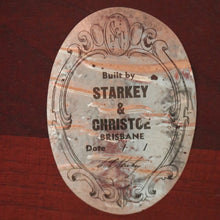 Built by
STARKEY
&
CHRISTOE
BRISBANE
Date